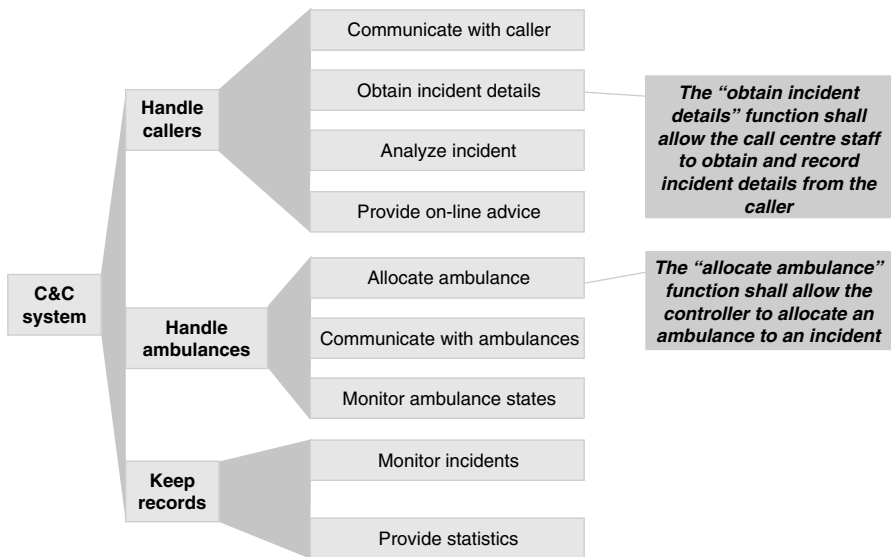 C&C
system
Handle
callers
Communicate with caller
Obtain incident details
The “obtain incident
details” function shall
allow the call centre staff
to obtain and record
incident details from the
caller
Analyze incident
Provide on-line advice
Handle
ambulances
Allocate ambulance
The “allocate ambulance”
function shall allow the
controller to allocate an
ambulance to an incident
Communicate with ambulances
Monitor ambulance states
Keep
records
Monitor incidents
Provide statistics